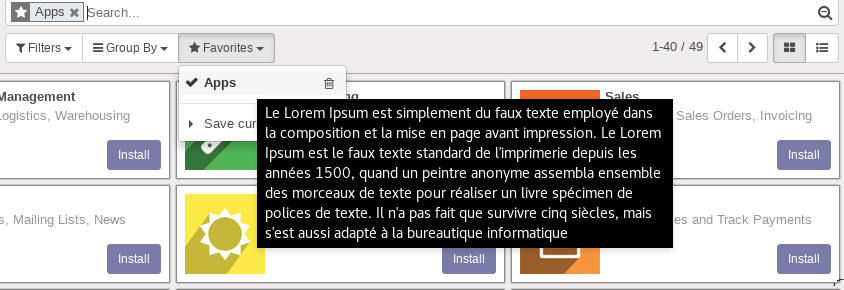 Apps ×
Search...
Filters
Group By
Favorites
1-40 / 49
Apps
Save cur
Management
ogistics, Warehousing
Install
ng
Sales
Sales Orders, Invoicing
Install
Le Lorem Ipsum est simplement du faux texte employé dans
la composition et la mise en page avant impression. Le Lorem
Ipsum est le faux texte standard de l'imprimerie depuis les
années 1500, quand un peintre anonyme assembla ensemble
des morceaux de texte pour réaliser un livre spécimen de
polices de texte. Il n'a pas fait que survivre cinq siècles, mais
s'est aussi adapté à la bureautique informatique
s, Mailing Lists, News
Install
Install
es and Track Payments
Install